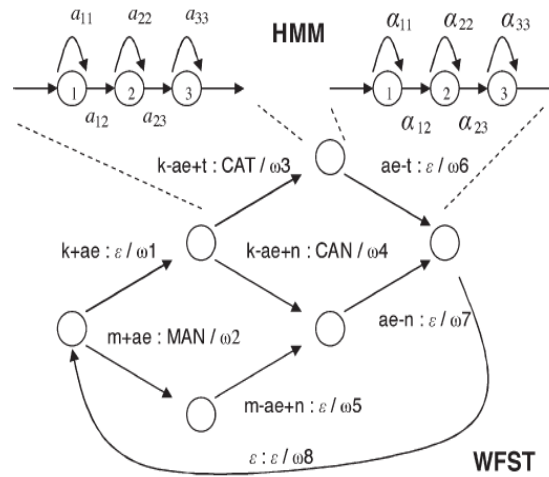 a₁₁ a₂₂ a₃₃ HMM α₁₁ α₂₂ α₃₃
1 2 3 1 2 3
a₁₂ a₂₃ α₁₂ α₂₃
k-ae+t : CAT / ω3 ae-t : ε / ω6
k+ae : ε / ω1 k-ae+n : CAN / ω4
m+ae : MAN / ω2 ae-n : ε / ω7
m-ae+n : ε / ω5
ε : ε / ω8 WFST